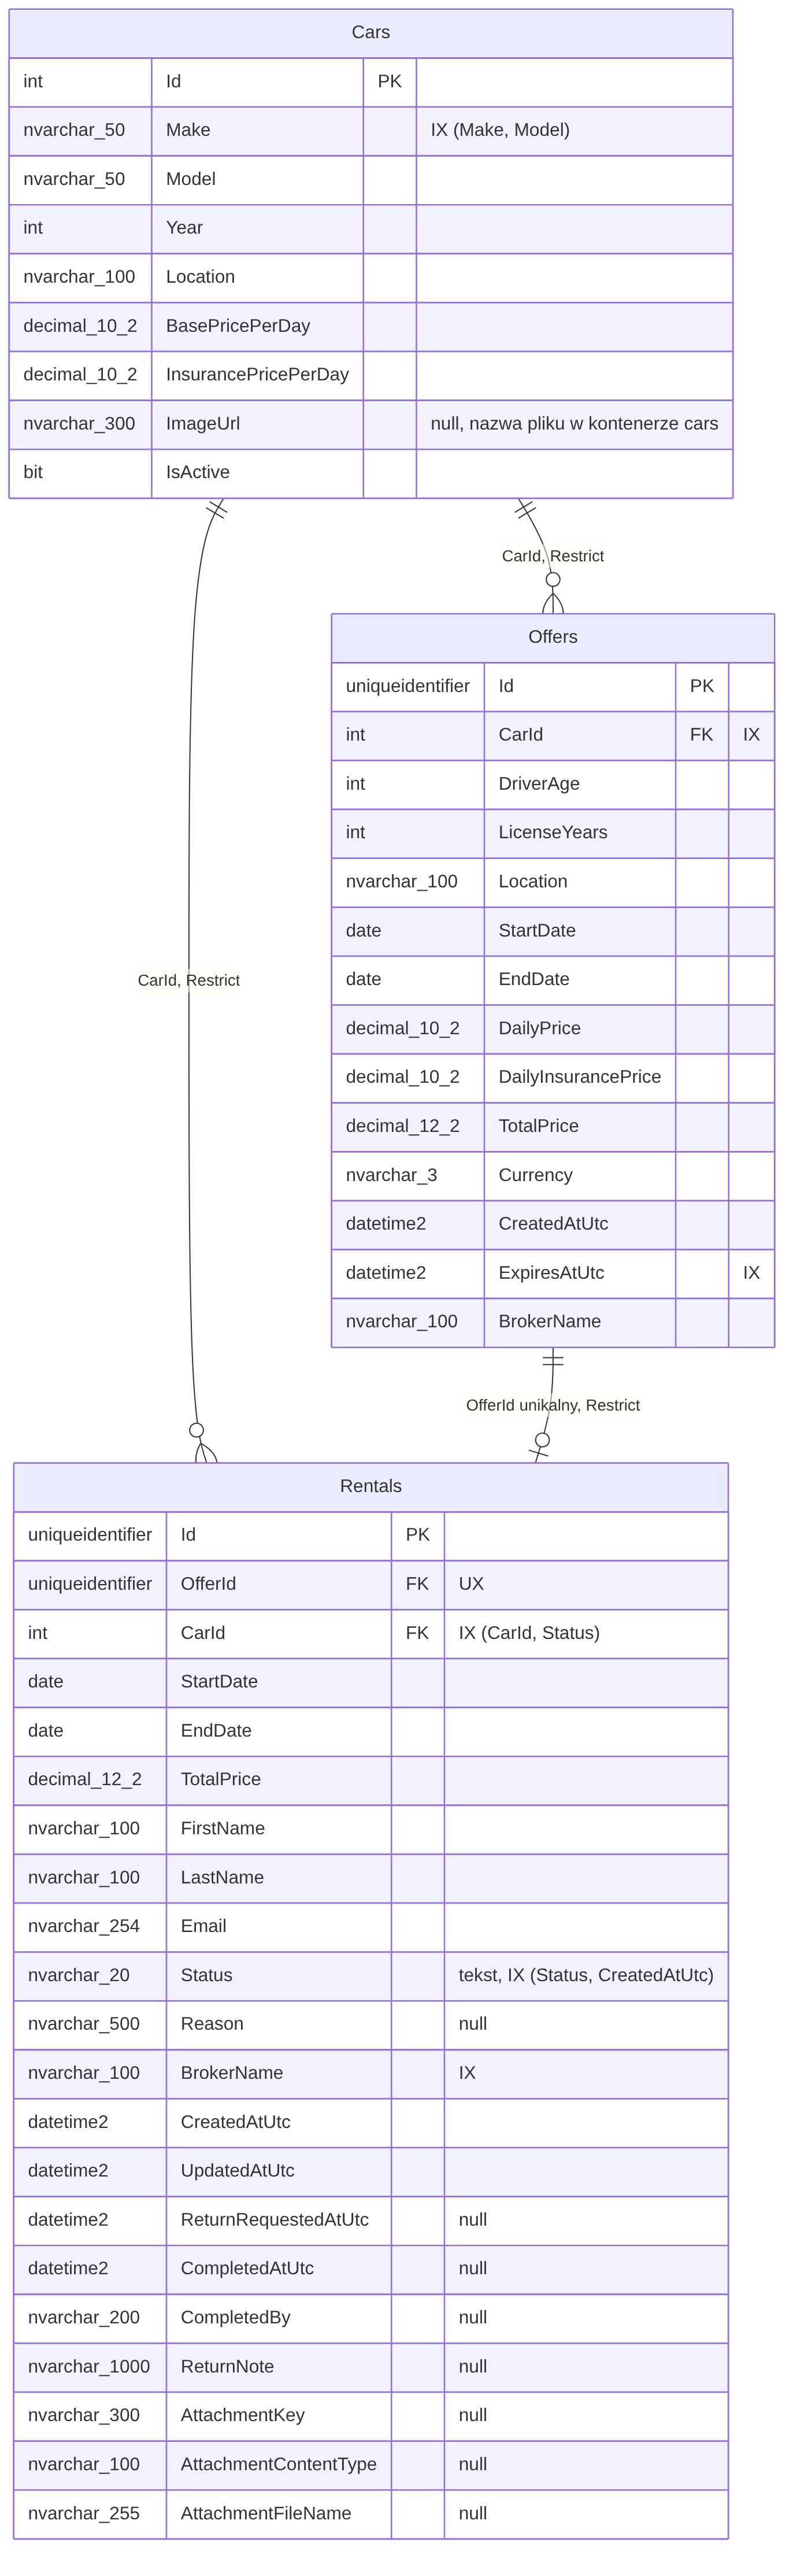 Cars
int Id PK
nvarchar_50 Make IX (Make, Model)
nvarchar_50 Model
int Year
nvarchar_100 Location
decimal_10_2 BasePricePerDay
decimal_10_2 InsurancePricePerDay
nvarchar_300 ImageUrl null, nazwa pliku w kontenerze cars
bit IsActive
CarId, Restrict
Offers
uniqueidentifier Id PK
int CarId FK IX
int DriverAge
int LicenseYears
nvarchar_100 Location
date StartDate
date EndDate
decimal_10_2 DailyPrice
decimal_10_2 DailyInsurancePrice
decimal_12_2 TotalPrice
nvarchar_3 Currency
datetime2 CreatedAtUtc
datetime2 ExpiresAtUtc IX
nvarchar_100 BrokerName
CarId, Restrict
OfferId unikalny, Restrict
Rentals
uniqueidentifier Id PK
uniqueidentifier OfferId FK UX
int CarId FK IX (CarId, Status)
date StartDate
date EndDate
decimal_12_2 TotalPrice
nvarchar_100 FirstName
nvarchar_100 LastName
nvarchar_254 Email
nvarchar_20 Status tekst, IX (Status, CreatedAtUtc)
nvarchar_500 Reason null
nvarchar_100 BrokerName IX
datetime2 CreatedAtUtc
datetime2 UpdatedAtUtc
datetime2 ReturnRequestedAtUtc null
datetime2 CompletedAtUtc null
nvarchar_200 CompletedBy null
nvarchar_1000 ReturnNote null
nvarchar_300 AttachmentKey null
nvarchar_100 AttachmentContentType null
nvarchar_255 AttachmentFileName null